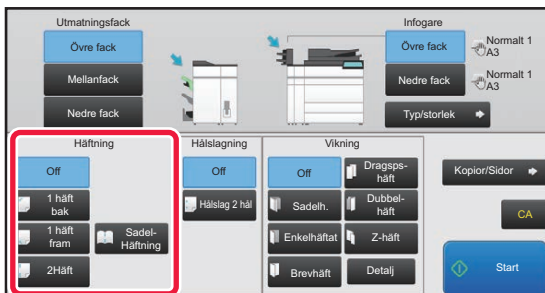 Utmatningsfack
Infogare
Övre fack
Mellanfack
Nedre fack
Övre fack
Normalt 1
A3
Nedre fack
Normalt 1
A3
Typ/storlek
Häftning
Off
1 häft
bak
1 häft
fram
2Häft
Sadel-
Häftning
Hålslagning
Off
Hålslag 2 hål
Vikning
Off
Dragsps-
häft
Sadelh.
Dubbel-
häft
Enkelhäftat
Z-häft
Brevhäft
Detalj
Kopior/Sidor
CA
Start